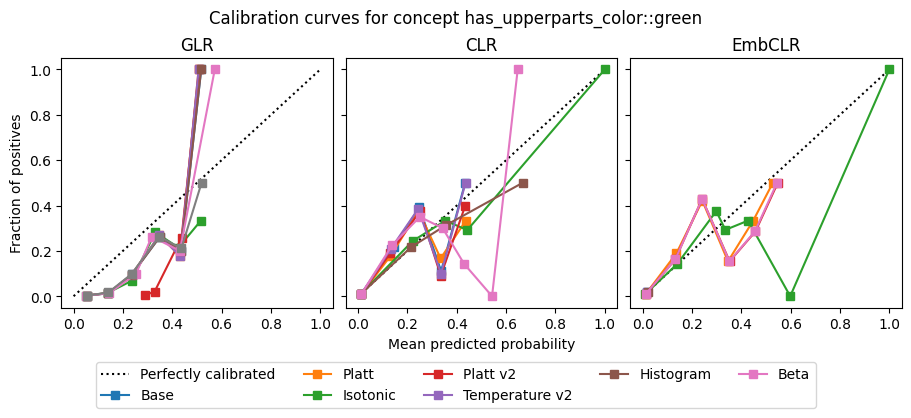 Calibration curves for concept has_upperparts_color::green
GLR
CLR
EmbCLR
Fraction of positives
1.0
0.8
0.6
0.4
0.2
0.0
0.0 0.2 0.4 0.6 0.8 1.0
0.0 0.2 0.4 0.6 0.8 1.0
0.0 0.2 0.4 0.6 0.8 1.0
Mean predicted probability
Perfectly calibrated
Base
Platt
Isotonic
Platt v2
Temperature v2
Histogram
Beta